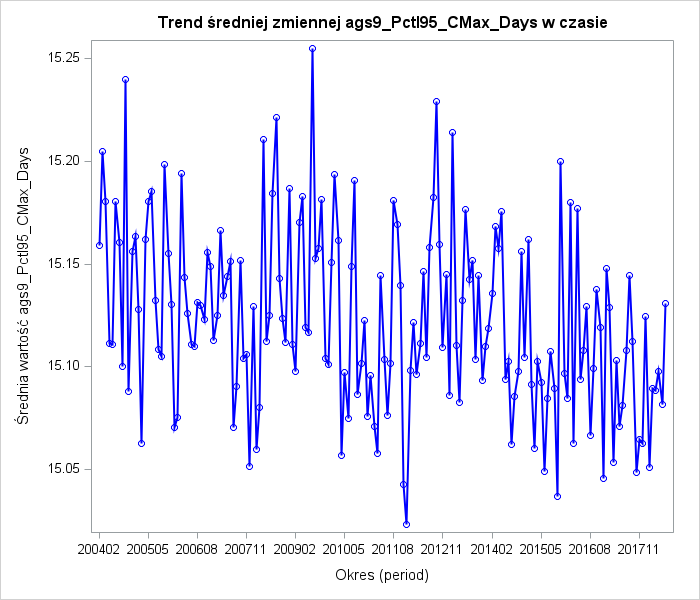 Trend średniej zmiennej ags9_Pctl95_CMax_Days w czasie
Średnia wartość ags9_Pctl95_CMax_Days
15.25
15.20
15.15
15.10
15.05
200402 200505 200608 200711 200902 201005 201108 201211 201402 201505 201608 201711
Okres (period)